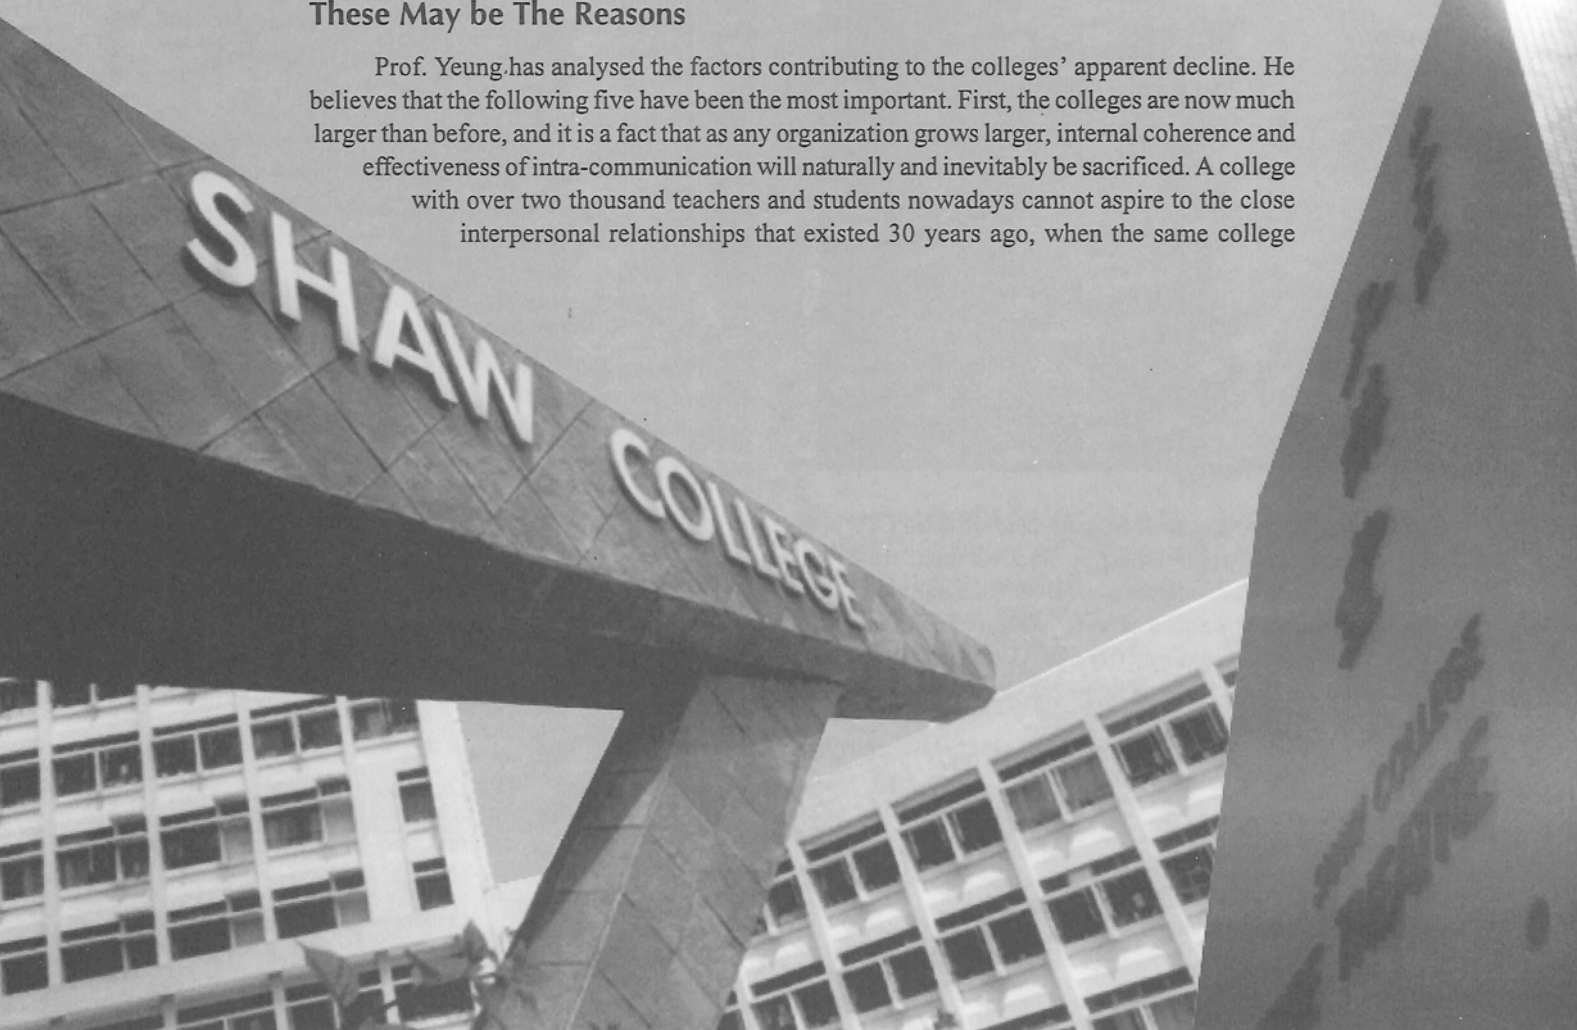 These May be The Reasons
Prof. Yeung has analysed the factors contributing to the colleges' apparent decline. He
believes that the following five have been the most important. First, the colleges are now much
larger than before, and it is a fact that as any organization grows larger, internal coherence and
effectiveness of intra-communication will naturally and inevitably be sacrificed. A college
with over two thousand teachers and students nowadays cannot aspire to the close
interpersonal relationships that existed 30 years ago, when the same college
SHAW COLLEGE